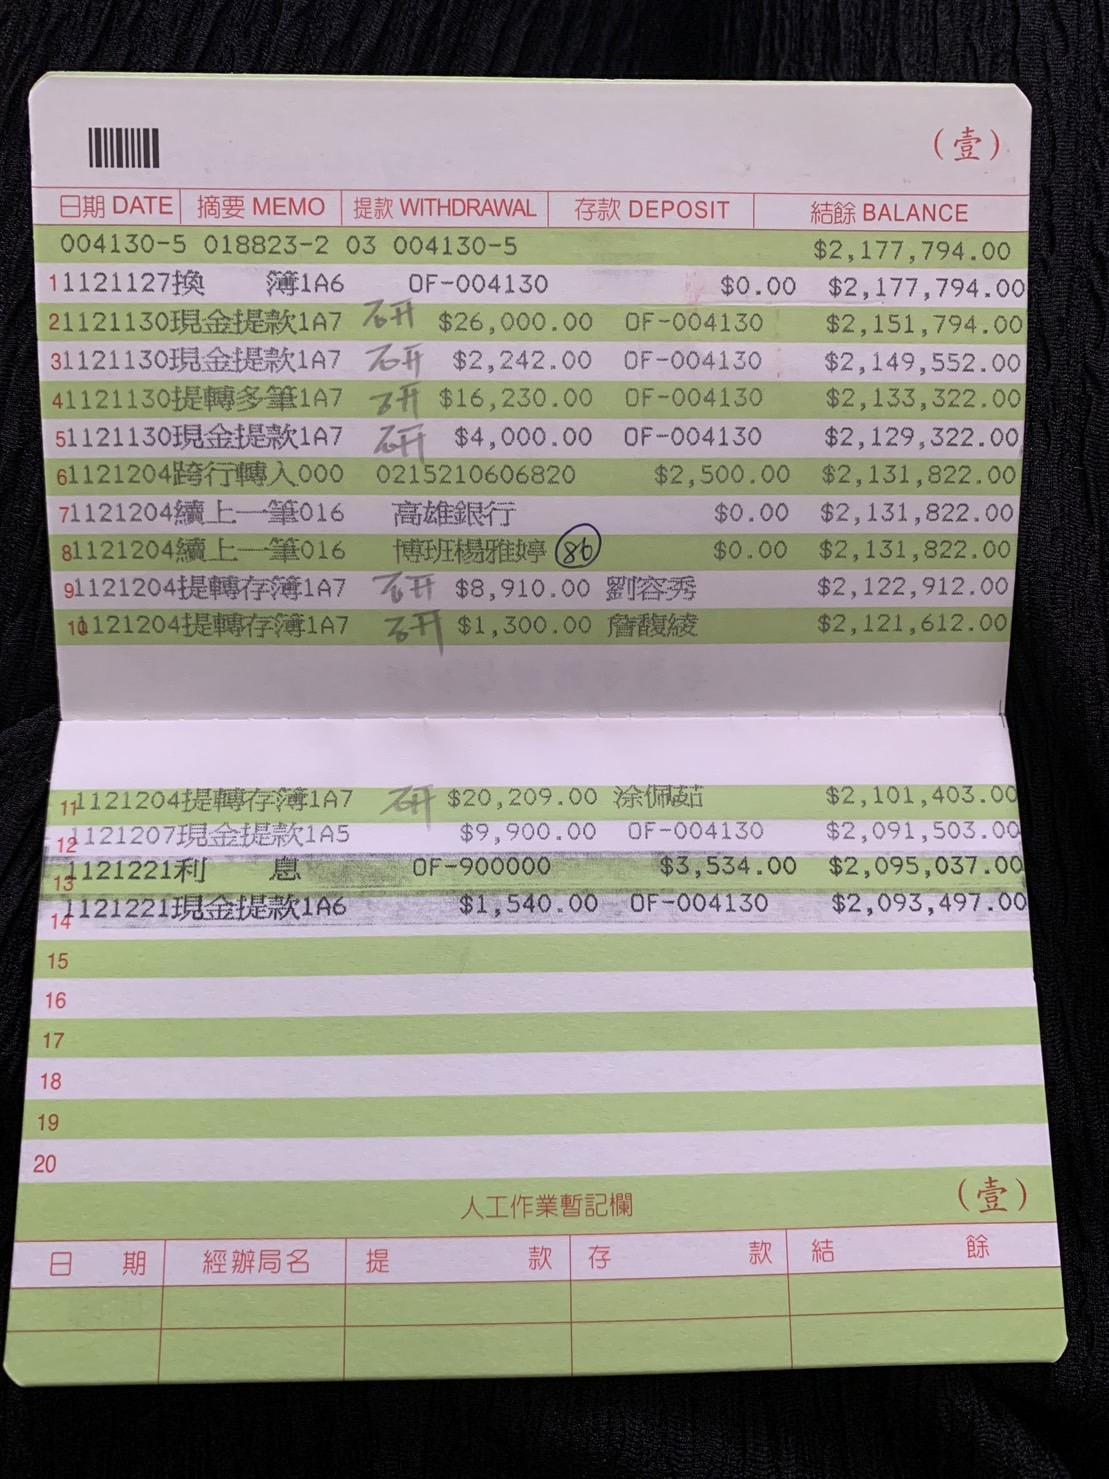 (壹)
日期 DATE 摘要 MEMO 提款 WITHDRAWAL 存款 DEPOSIT 結餘 BALANCE
004130-5 018823-2 03 004130-5 $2,177,794.00
1 1121127換 簿1A6 OF-004130 $0.00 $2,177,794.00
2 1121130現金提款1A7 研 $26,000.00 OF-004130 $2,151,794.00
3 1121130現金提款1A7 研 $2,242.00 OF-004130 $2,149,552.00
4 1121130提轉多筆1A7 研 $16,230.00 OF-004130 $2,133,322.00
5 1121130現金提款1A7 研 $4,000.00 OF-004130 $2,129,322.00
6 1121204跨行轉入000 0215210606820 $2,500.00 $2,131,822.00
7 1121204續上一筆016 高雄銀行 $0.00 $2,131,822.00
8 1121204續上一筆016 博班楊雅婷 86 $0.00 $2,131,822.00
9 1121204提轉存簿1A7 研 $8,910.00 劉容秀 $2,122,912.00
10 1121204提轉存簿1A7 研 $1,300.00 詹馥綾 $2,121,612.00
11 1121204提轉存簿1A7 研 $20,209.00 涂佩䓀 $2,101,403.00
12 1121207現金提款1A5 $9,900.00 OF-004130 $2,091,503.00
13 1121221利 息 OF-900000 $3,534.00 $2,095,037.00
14 1121221現金提款1A6 $1,540.00 OF-004130 $2,093,497.00
15
16
17
18
19
20
人工作業暫記欄 (壹)
日 期 經辦局名 提 款 存 款 結 餘